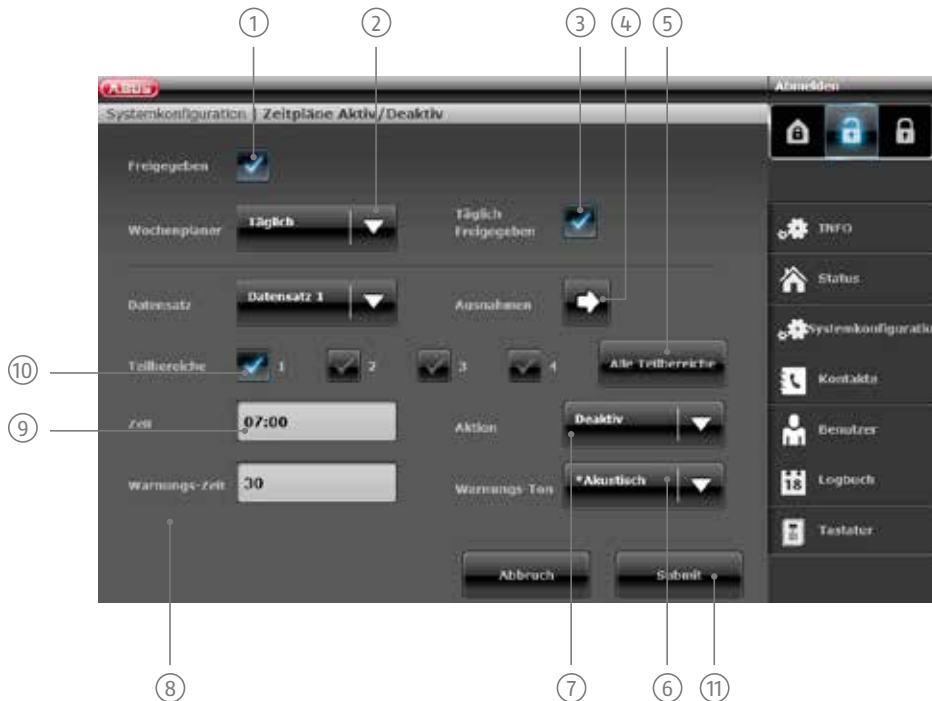 1 2 3 4 5
ABUS
Abmelden
Systemkonfiguration | Zeitpläne Aktiv/Deaktiv
Freigegeben
Wochenplaner Täglich Täglich Freigegeben
INFO
Datensatz Datensatz 1 Ausnahmen
Status
Systemkonfiguratio
10 Teilbereiche 1 2 3 4 Alle Teilbereiche
Kontakte
9 Zeit 07:00 Aktion Deaktiv
Benutzer
Warnungs-Zeit 30 Warnungs Ton *Akustisch
18 Logbuch
Tastatur
Abbruch Submit
8 7 6 11